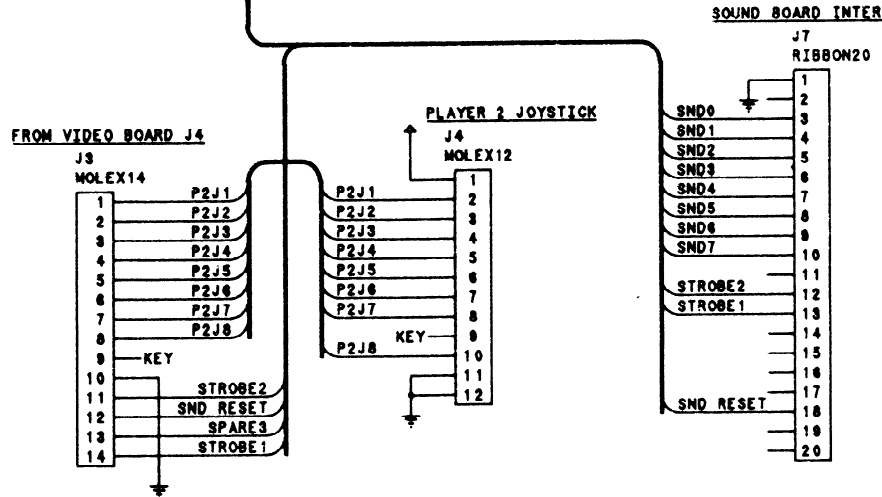 SOUND BOARD INTER
J7
RIBBON20
1
2
SND0 3
SND1 4
SND2 5
SND3 6
SND4 7
SND5 8
SND6 9
SND7 10
11
STROBE2 12
STROBE1 13
14
15
16
17
SND RESET 18
19
20
PLAYER 2 JOYSTICK
J4
MOLEX12
1
P2J1 2
P2J2 3
P2J3 4
P2J4 5
P2J5 6
P2J6 7
P2J7 8
KEY 9
P2J8 10
11
12
FROM VIDEO BOARD J4
J3
MOLEX14
1 P2J1
2 P2J2
3 P2J3
4 P2J4
5 P2J5
6 P2J6
7 P2J7
8 P2J8
9 KEY
10
11 STROBE2
12 SND RESET
13 SPARE3
14 STROBE1